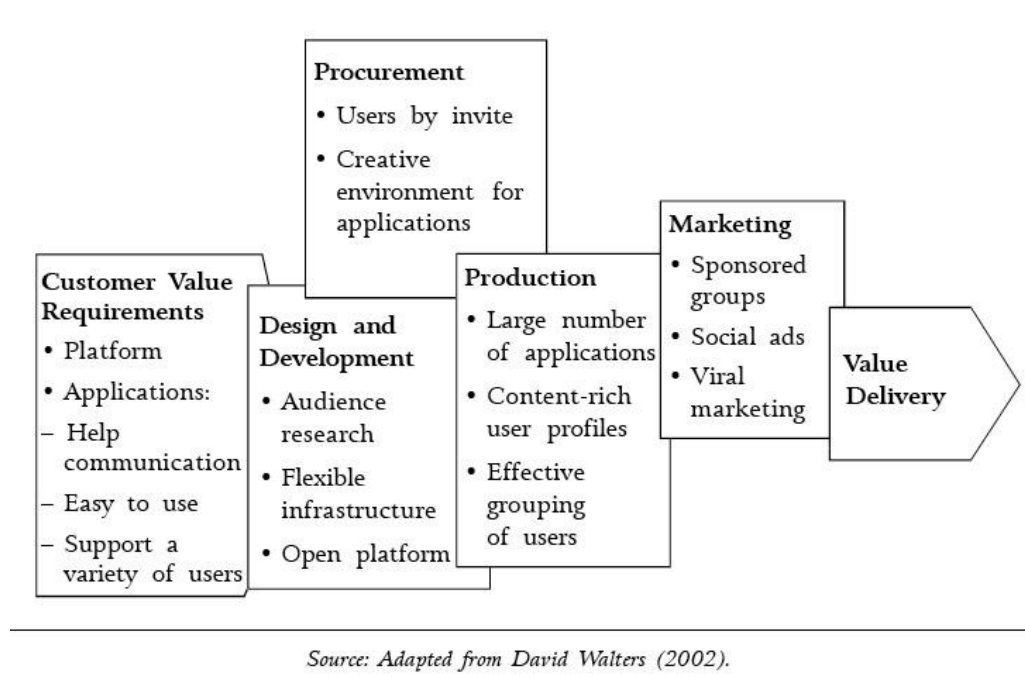 Procurement
• Users by invite
• Creative
environment for
applications
Customer Value
Requirements
• Platform
• Applications:
– Help
communication
– Easy to use
– Support a
variety of users
Design and
Development
• Audience
research
• Flexible
infrastructure
• Open platform
Production
• Large number
of applications
• Content-rich
user profiles
• Effective
grouping
of users
Marketing
• Sponsored
groups
• Social ads
• Viral
marketing
Value
Delivery
Source: Adapted from David Walters (2002).